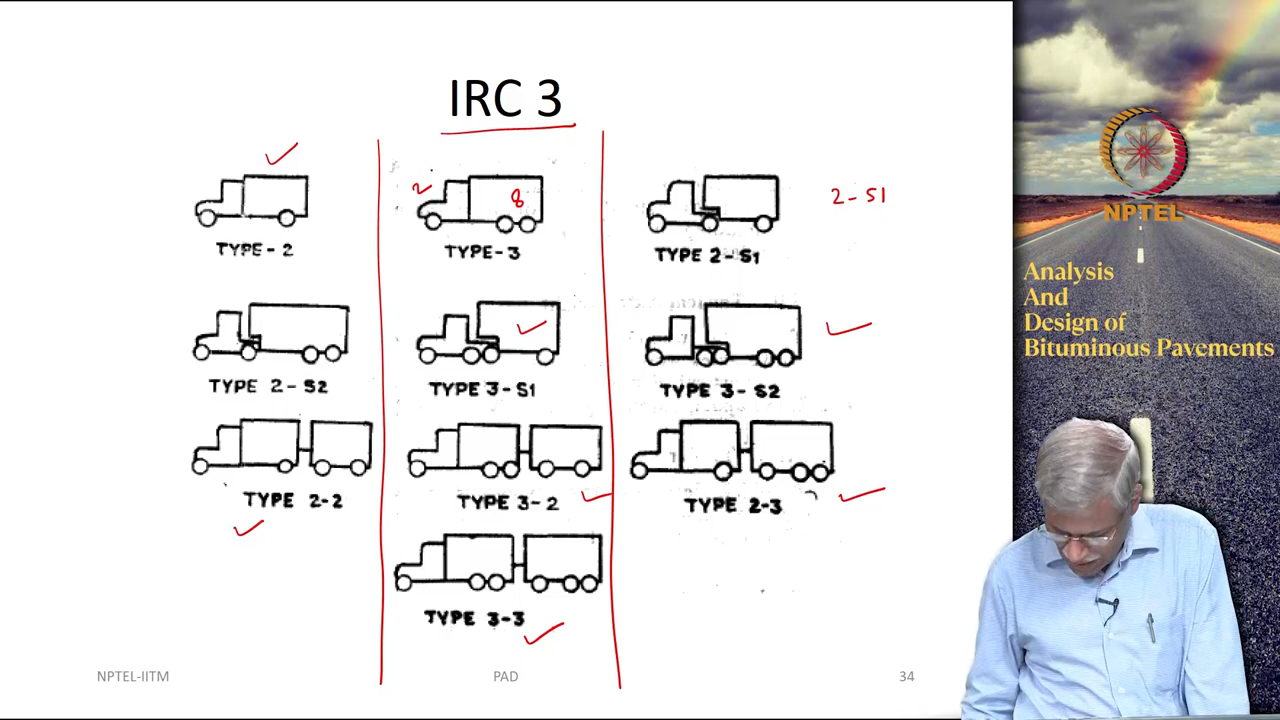 IRC 3
2
8
2-S1
TYPE-2
TYPE-3
TYPE 2-S1
TYPE 2-S2
TYPE 3-S1
TYPE 3-S2
TYPE 2-2
TYPE 3-2
TYPE 2-3
TYPE 3-3
NPTEL-IITM
PAD
34
NPTEL
Analysis
And
Design of
Bituminous Pavements